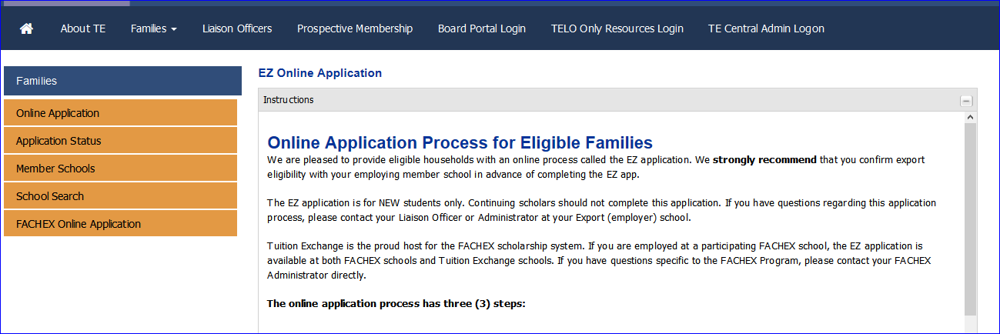 About TE Families Liaison Officers Prospective Membership Board Portal Login TELO Only Resources Login TE Central Admin Logon
Families
Online Application
Application Status
Member Schools
School Search
FACHEX Online Application
EZ Online Application
Instructions
Online Application Process for Eligible Families
We are pleased to provide eligible households with an online process called the EZ application. We strongly recommend that you confirm export
eligibility with your employing member school in advance of completing the EZ app.
The EZ application is for NEW students only. Continuing scholars should not complete this application. If you have questions regarding this application
process, please contact your Liaison Officer or Administrator at your Export (employer) school.
Tuition Exchange is the proud host for the FACHEX scholarship system. If you are employed at a participating FACHEX school, the EZ application is
available at both FACHEX schools and Tuition Exchange schools. If you have questions specific to the FACHEX Program, please contact your FACHEX
Administrator directly.
The online application process has three (3) steps: